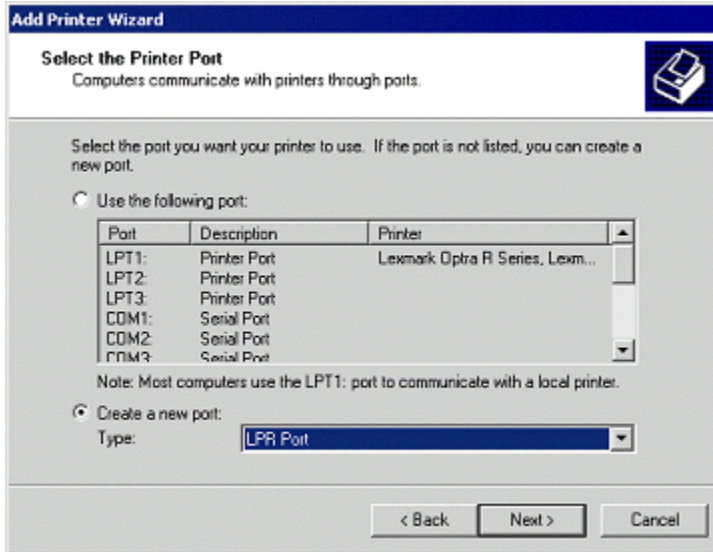 Add Printer Wizard
Select the Printer Port
Computers communicate with printers through ports.
Select the port you want your printer to use. If the port is not listed, you can create a
new port.
Use the following port:
Port Description Printer
LPT1: Printer Port Lexmark Optra R Series, Lexm...
LPT2: Printer Port
LPT3: Printer Port
COM1: Serial Port
COM2: Serial Port
COM3: Serial Port
Note: Most computers use the LPT1: port to communicate with a local printer.
Create a new port:
Type: LPR Port
< Back Next > Cancel